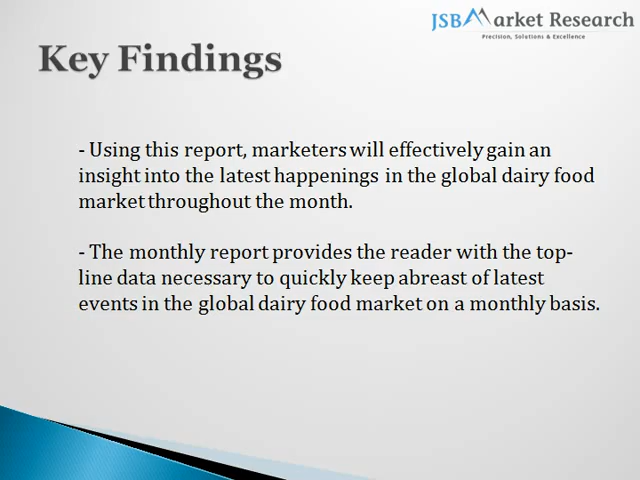 JSB Market Research
Precision, Solutions & Excellence
Key Findings
- Using this report, marketers will effectively gain an
insight into the latest happenings in the global dairy food
market throughout the month.
- The monthly report provides the reader with the top-
line data necessary to quickly keep abreast of latest
events in the global dairy food market on a monthly basis.